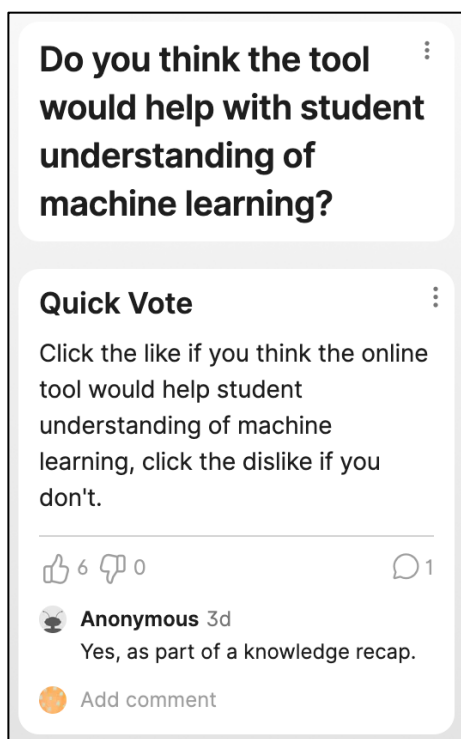 Do you think the tool
would help with student
understanding of
machine learning?
Quick Vote
Click the like if you think the online
tool would help student
understanding of machine
learning, click the dislike if you
don't.
6 0 1
Anonymous 3d
Yes, as part of a knowledge recap.
Add comment